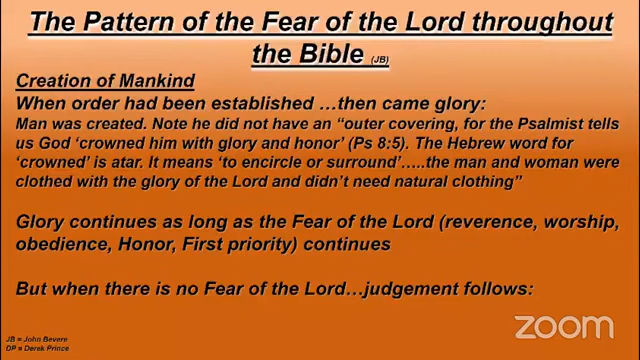 The Pattern of the Fear of the Lord throughout
the Bible (JB)
Creation of Mankind
When order had been established …then came glory:
Man was created. Note he did not have an “outer covering, for the Psalmist tells
us God ‘crowned him with glory and honor’ (Ps 8:5). The Hebrew word for
‘crowned’ is atar. It means ‘to encircle or surround’…..the man and woman were
clothed with the glory of the Lord and didn’t need natural clothing”
Glory continues as long as the Fear of the Lord (reverence, worship,
obedience, Honor, First priority) continues
But when there is no Fear of the Lord…judgement follows:
zoom
JB = John Bevere
DP = Derek Prince